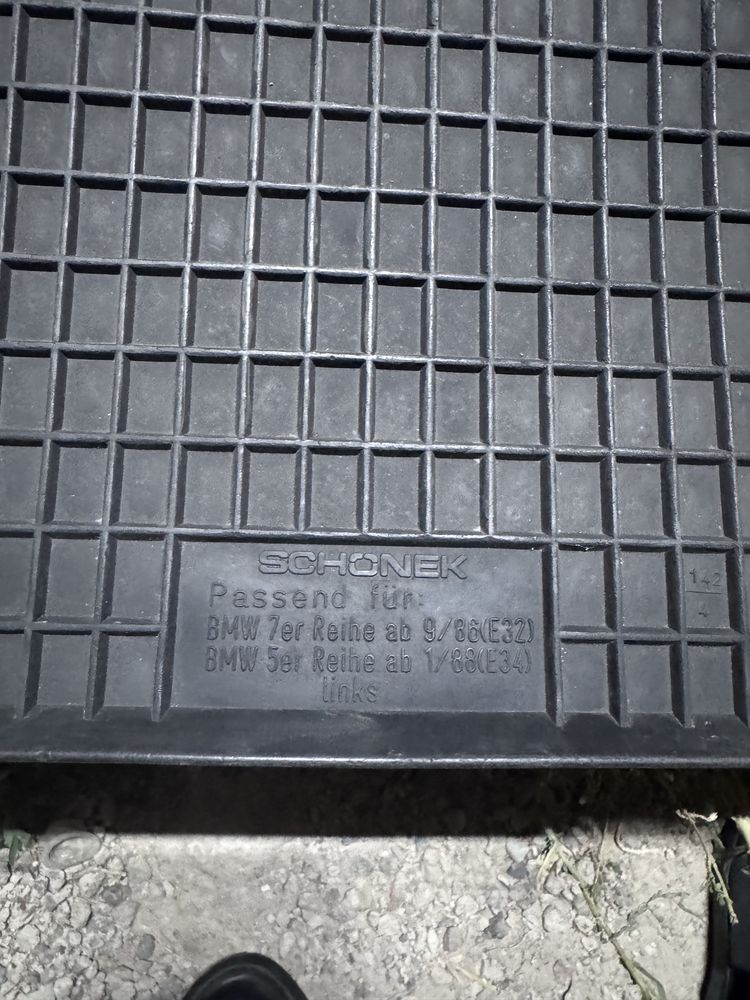 SCHÖNEK
Passend für:
BMW 7er Reihe ab 9/86(E32)
BMW 5er Reihe ab 1/88(E34)
links
142
4